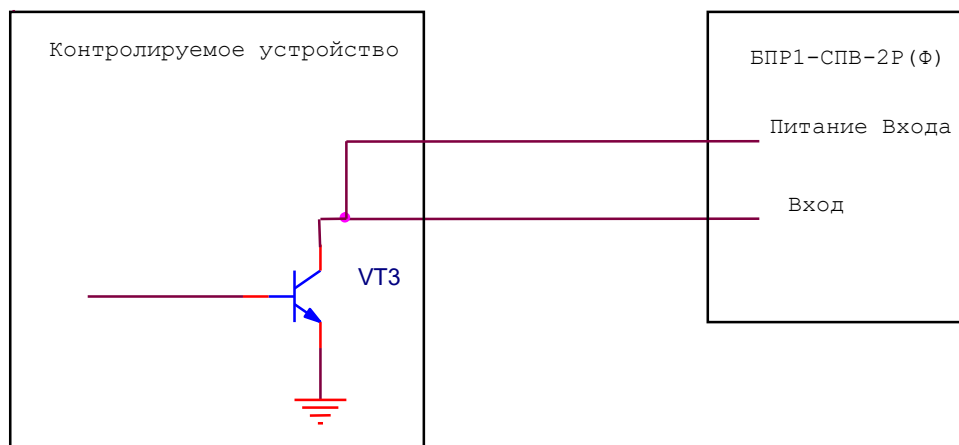 Контролируемое устройство
БПР1-СПВ-2Р(Ф)
Питание Входа
Вход
VT3